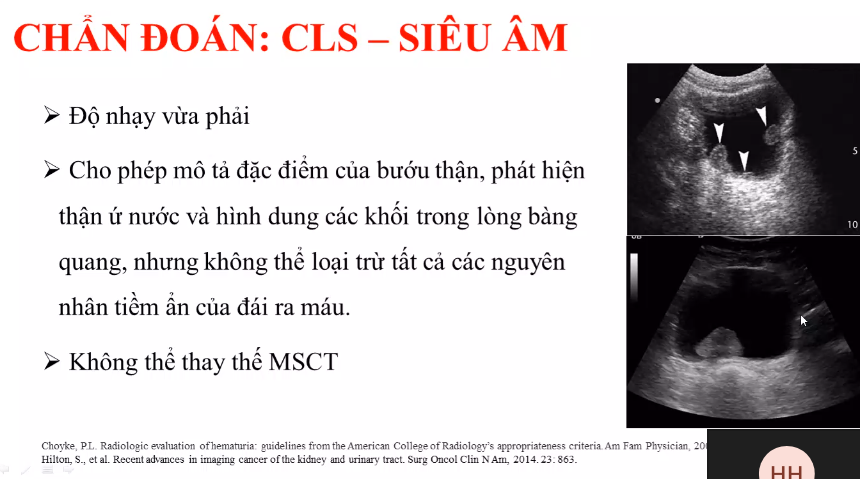 CHẨN ĐOÁN: CLS – SIÊU ÂM
➢ Độ nhạy vừa phải
➢ Cho phép mô tả đặc điểm của bướu thận, phát hiện
thận ứ nước và hình dung các khối trong lòng bàng
quang, nhưng không thể loại trừ tất cả các nguyên
nhân tiềm ẩn của đái ra máu.
➢ Không thể thay thế MSCT
5
10
Choyke, P.L. Radiologic evaluation of hematuria: guidelines from the American College of Radiology's appropriateness criteria. Am Fam Physician,
Hilton, S., et al. Recent advances in imaging cancer of the kidney and urinary tract. Surg Oncol Clin N Am, 2014. 23: 863.
HH